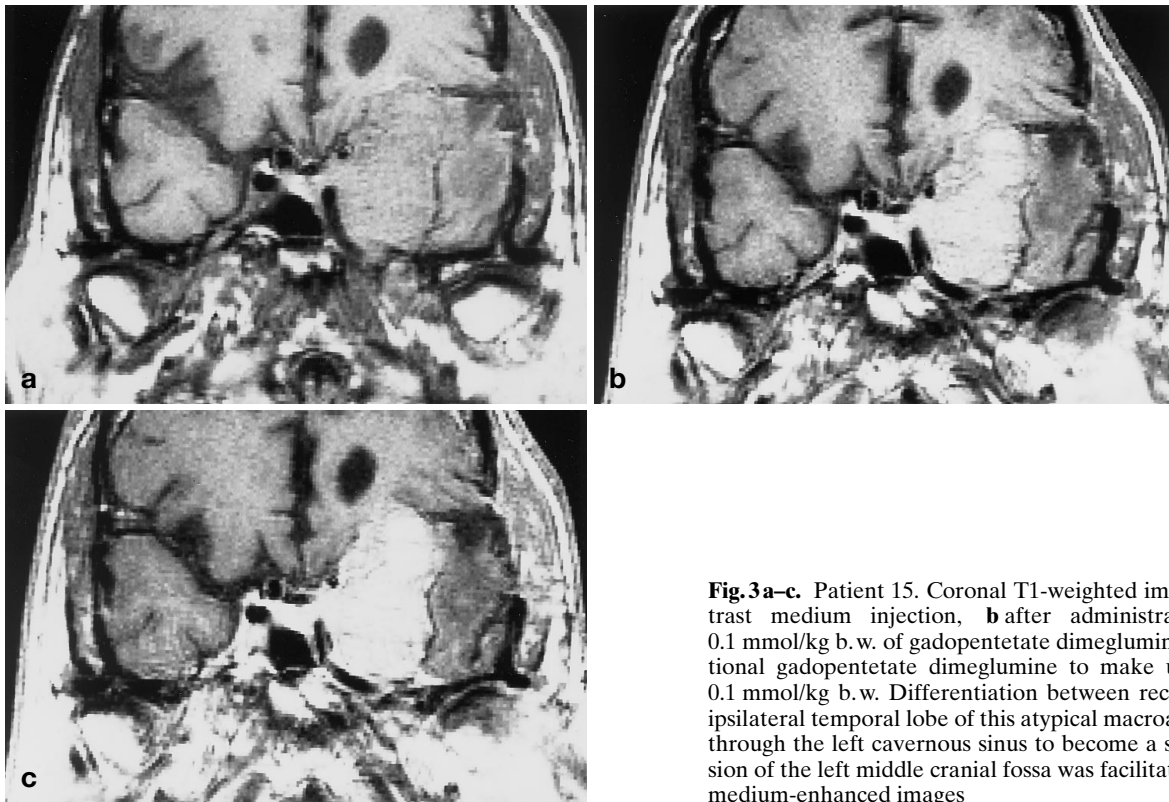 a
b
c
Fig. 3 a–c. Patient 15. Coronal T1-weighted im
trast medium injection, b after administra
0.1 mmol/kg b. w. of gadopentetate dimeglumin
tional gadopentetate dimeglumine to make u
0.1 mmol/kg b. w. Differentiation between rec
ipsilateral temporal lobe of this atypical macroa
through the left cavernous sinus to become a s
sion of the left middle cranial fossa was facilitat
medium-enhanced images